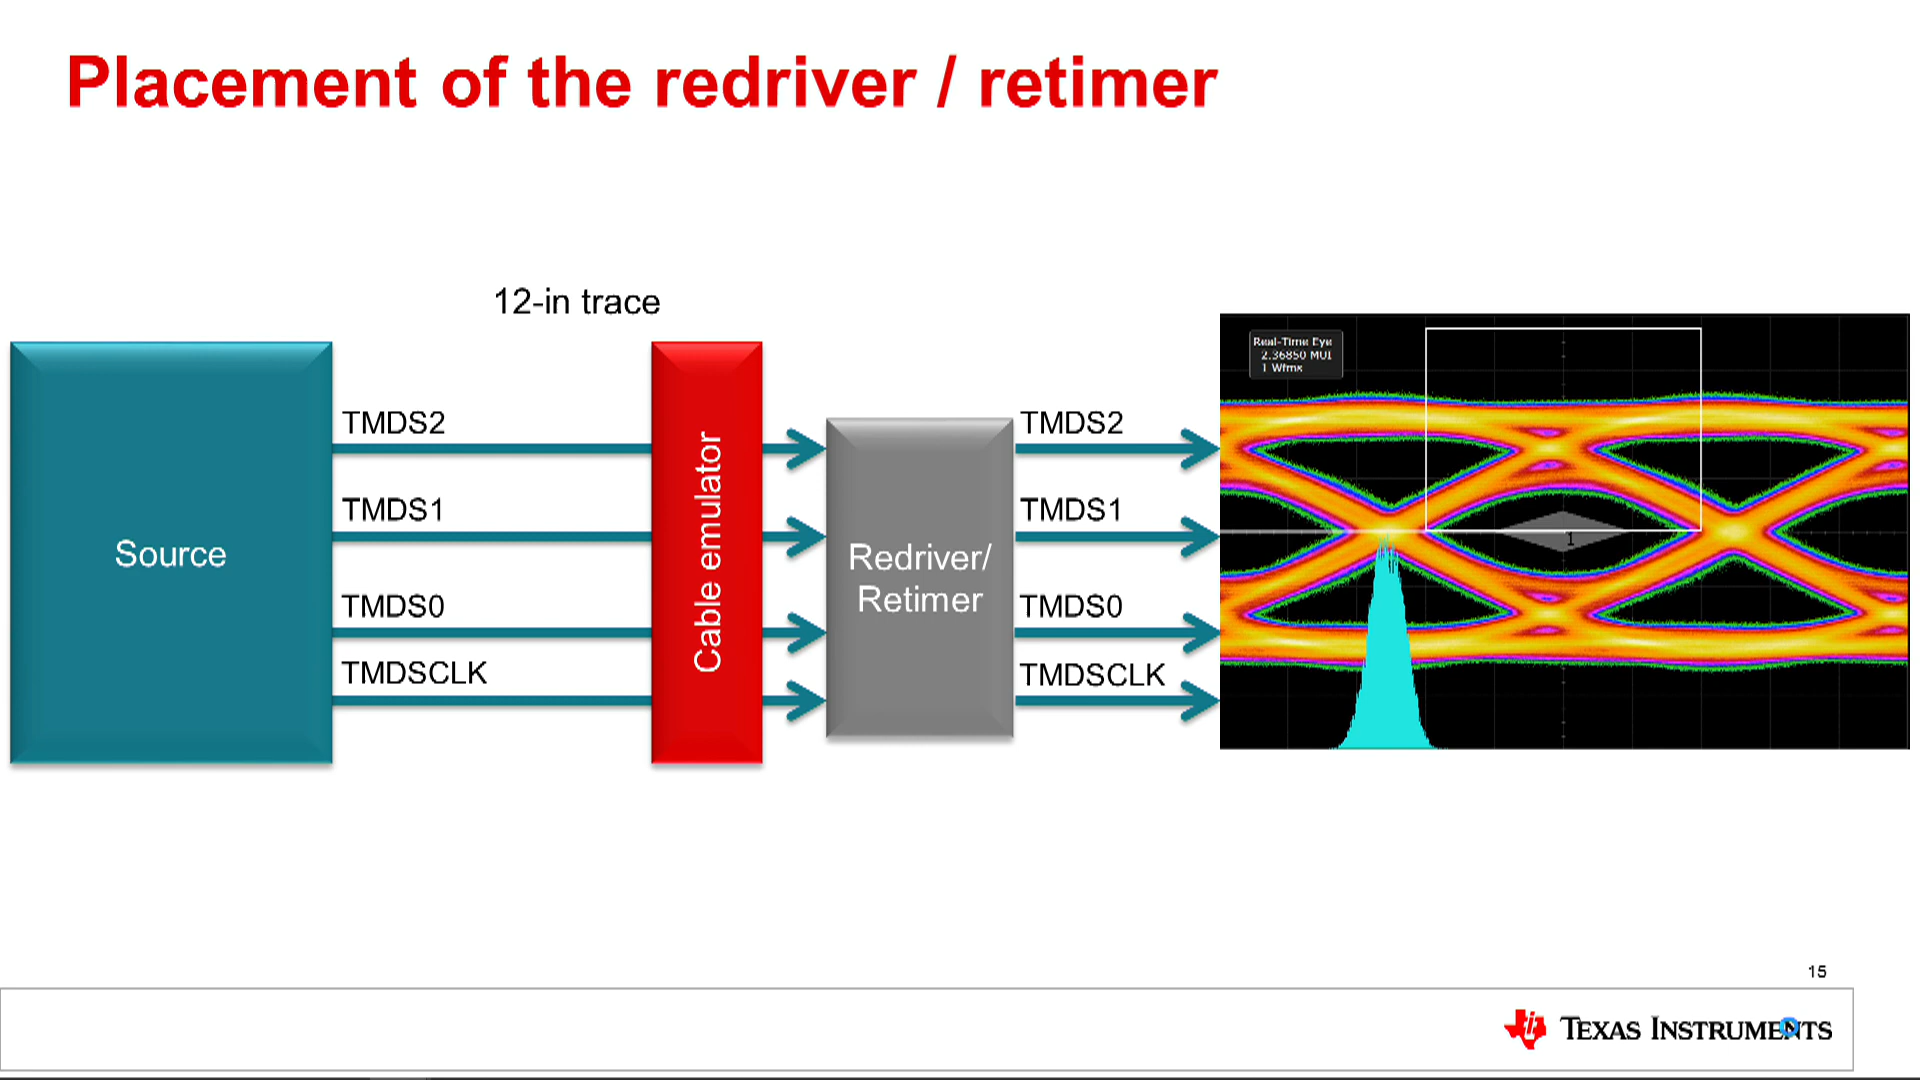 Placement of the redriver / retimer
12-in trace
Source
TMDS2
TMDS1
TMDS0
TMDSCLK
Cable emulator
Redriver/
Retimer
TMDS2
TMDS1
TMDS0
TMDSCLK
Real-Time Eye
2.36850 MUI
1 Wfms
1
15
TEXAS INSTRUMENTS